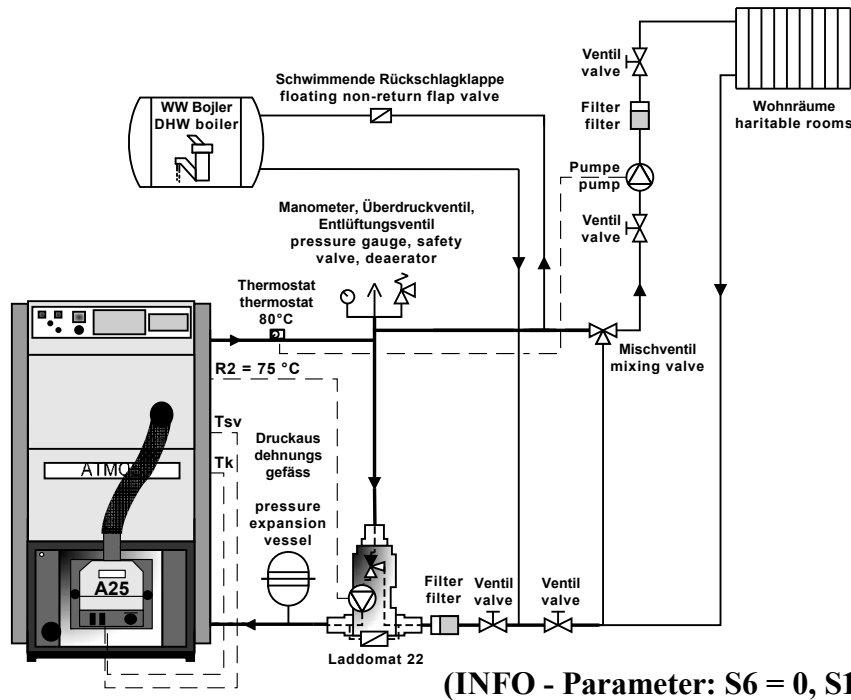 Schwimmende Rückschlagklappe
floating non-return flap valve
WW Bojler
DHW boiler
Ventil
valve
Filter
filter
Pumpe
pump
Ventil
valve
Wohnräume
haritable rooms
Manometer, Überdruckventil,
Entlüftungsventil
pressure gauge, safety
valve, deaerator
Thermostat
thermostat
80°C
Mischventil
mixing valve
R2 = 75 °C
Tsv
Tk
ATMO
A25
Druckaus
dehnungs
gefäss
pressure
expansion
vessel
Filter
filter
Ventil
valve
Ventil
valve
Laddomat 22
(INFO - Parameter: S6 = 0, S1